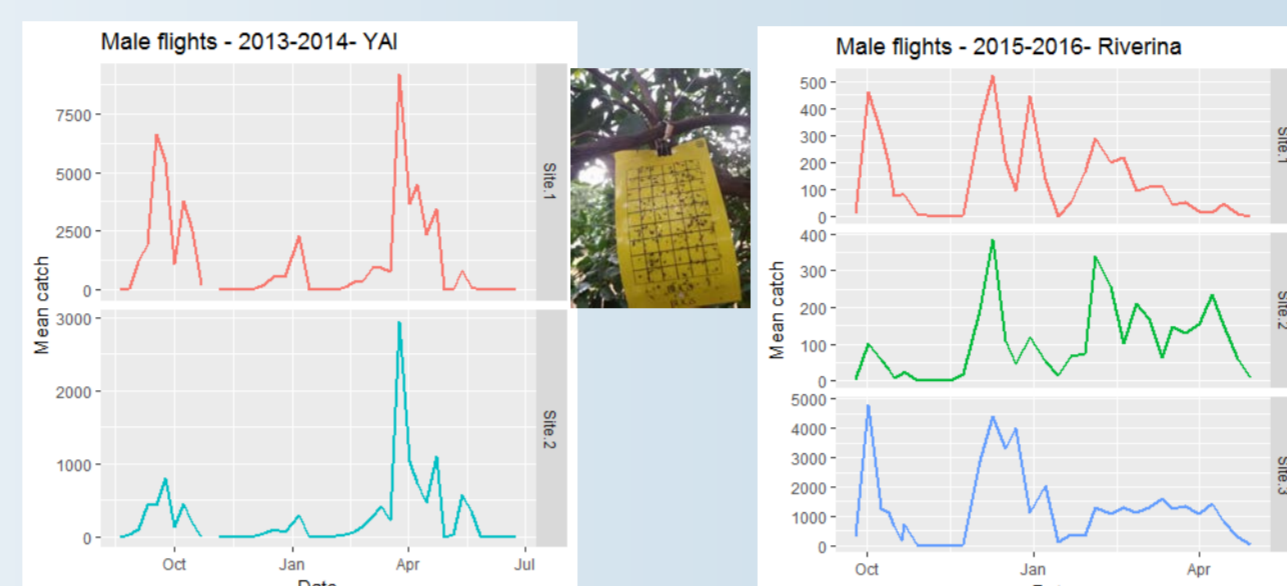 Male flights - 2013-2014- YAI
Mean catch
7500
5000
2500
0
Site.1
3000
2000
1000
0
Site.2
Oct
Jan
Apr
Jul
Male flights - 2015-2016- Riverina
Mean catch
500
400
300
200
100
0
Site.1
400
300
200
100
0
Site.2
5000
4000
3000
2000
1000
0
Site.3
Oct
Jan
Apr